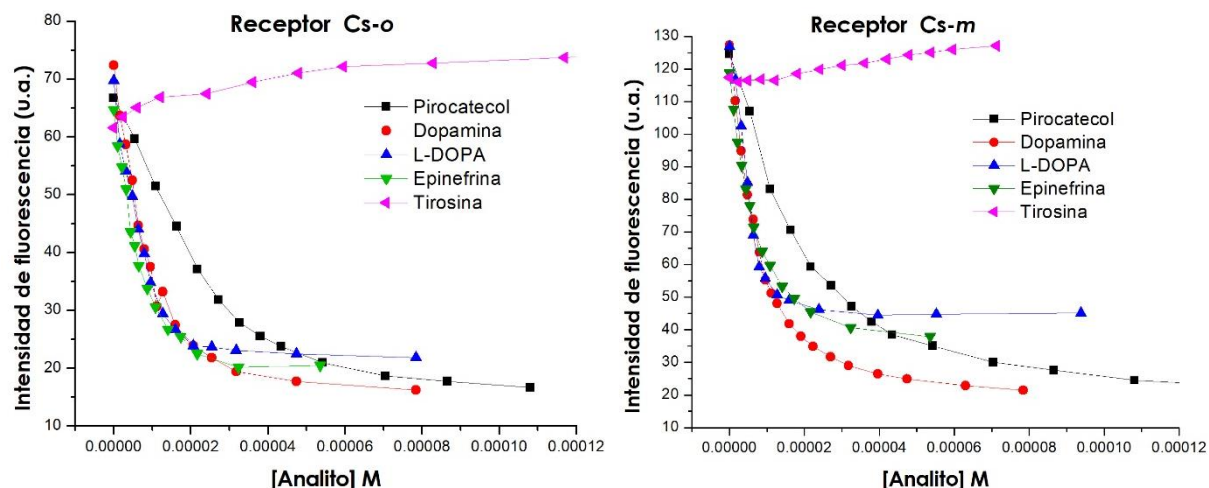 Receptor Cs-o
Intensidad de fluorescencia (u.a.)
80
70
60
50
40
30
20
10
Pirocatecol
Dopamina
L-DOPA
Epinefrina
Tirosina
0.00000 0.00002 0.00004 0.00006 0.00008 0.00010 0.00012
[Analito] M
Receptor Cs-m
Intensidad de fluorescencia (u.a.)
130
120
110
100
90
80
70
60
50
40
30
20
10
Pirocatecol
Dopamina
L-DOPA
Epinefrina
Tirosina
0.00000 0.00002 0.00004 0.00006 0.00008 0.00010 0.00012
[Analito] M